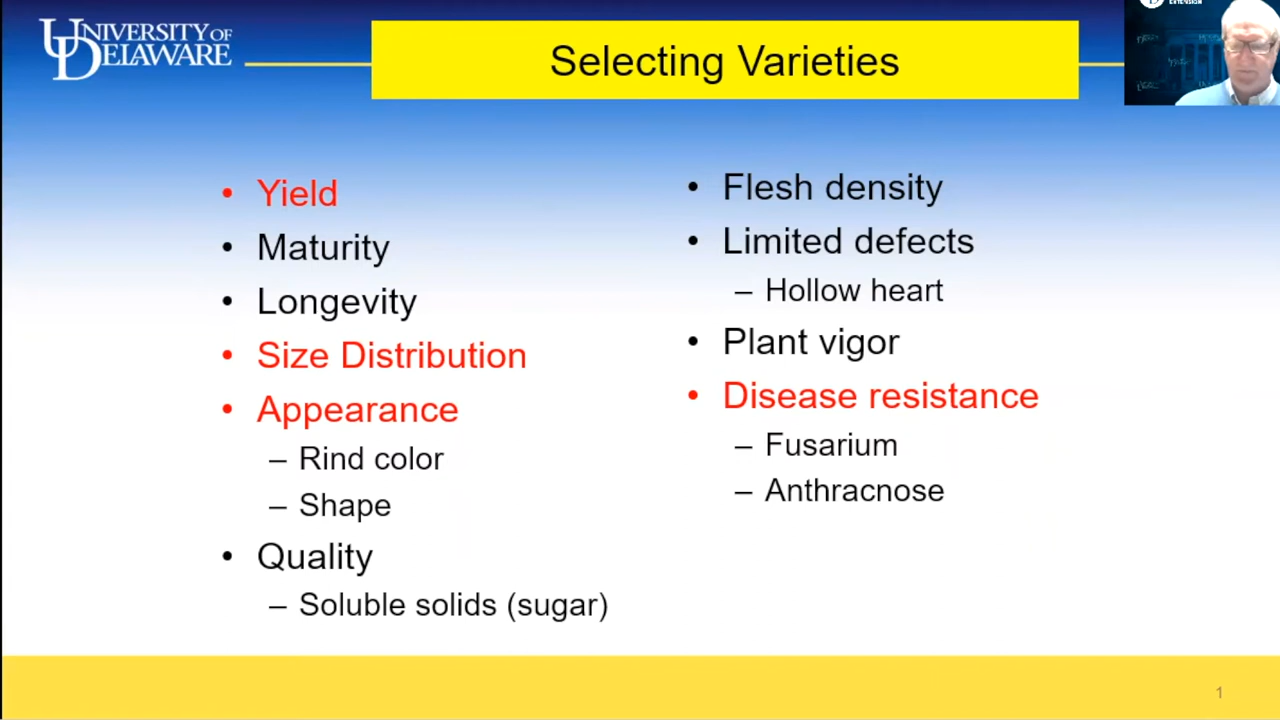 UNIVERSITY OF
DELAWARE
Selecting Varieties
EXTENSION
• Yield
• Maturity
• Longevity
• Size Distribution
• Appearance
– Rind color
– Shape
• Quality
– Soluble solids (sugar)
• Flesh density
• Limited defects
– Hollow heart
• Plant vigor
• Disease resistance
– Fusarium
– Anthracnose
1